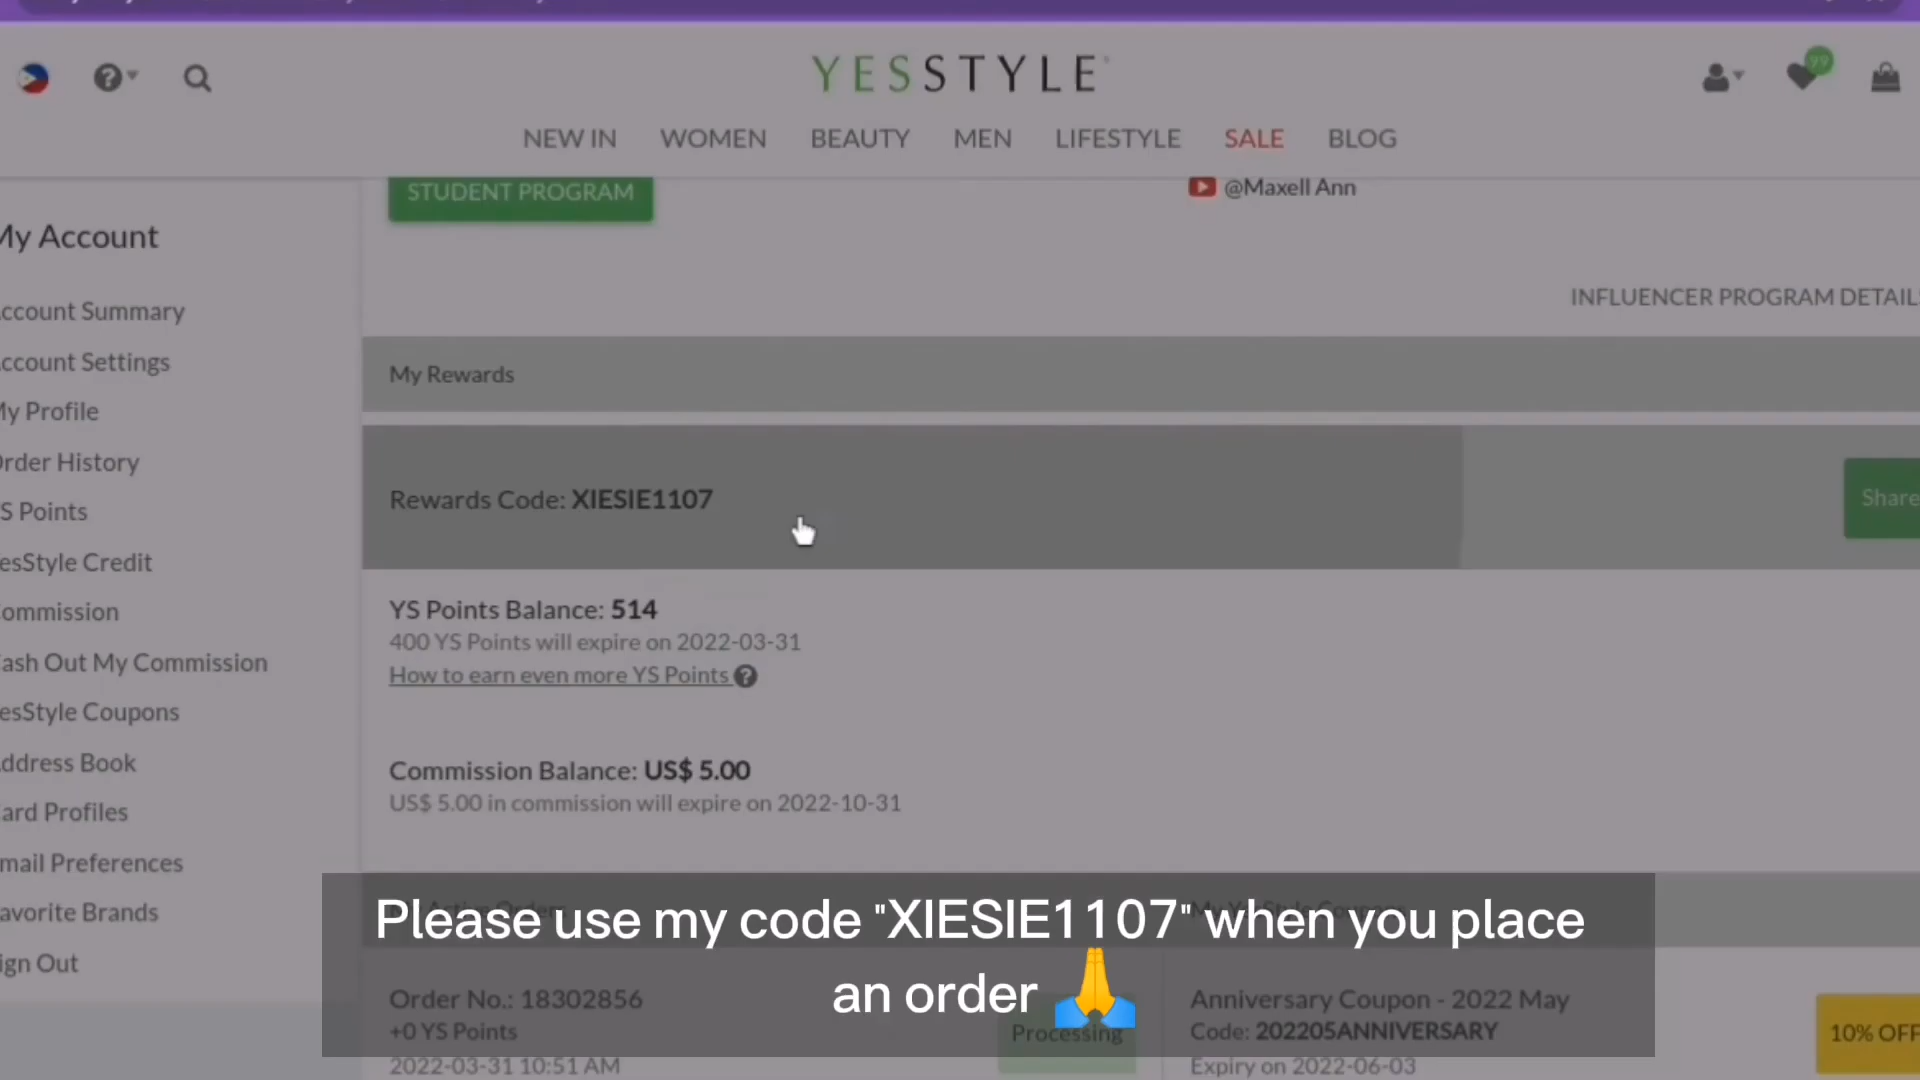 YESSTYLE
99
NEW IN WOMEN BEAUTY MEN LIFESTYLE SALE BLOG
STUDENT PROGRAM
@Maxell Ann
My Account
INFLUENCER PROGRAM DETAILS
ccount Summary
ccount Settings
My Profile
Order History
S Points
esStyle Credit
ommission
ash Out My Commission
esStyle Coupons
ddress Book
ard Profiles
mail Preferences
avorite Brands
ign Out
My Rewards
Rewards Code: XIESIE1107
Share
YS Points Balance: 514
400 YS Points will expire on 2022-03-31
How to earn even more YS Points
Commission Balance: US$ 5.00
US$ 5.00 in commission will expire on 2022-10-31
Please use my code "XIESIE1107" when you place
an order 🙏
Order No.: 18302856
+0 YS Points
2022-03-31 10:51 AM
Processing
Anniversary Coupon - 2022 May
Code: 202205ANNIVERSARY
Expiry on 2022-06-03
10% OFF